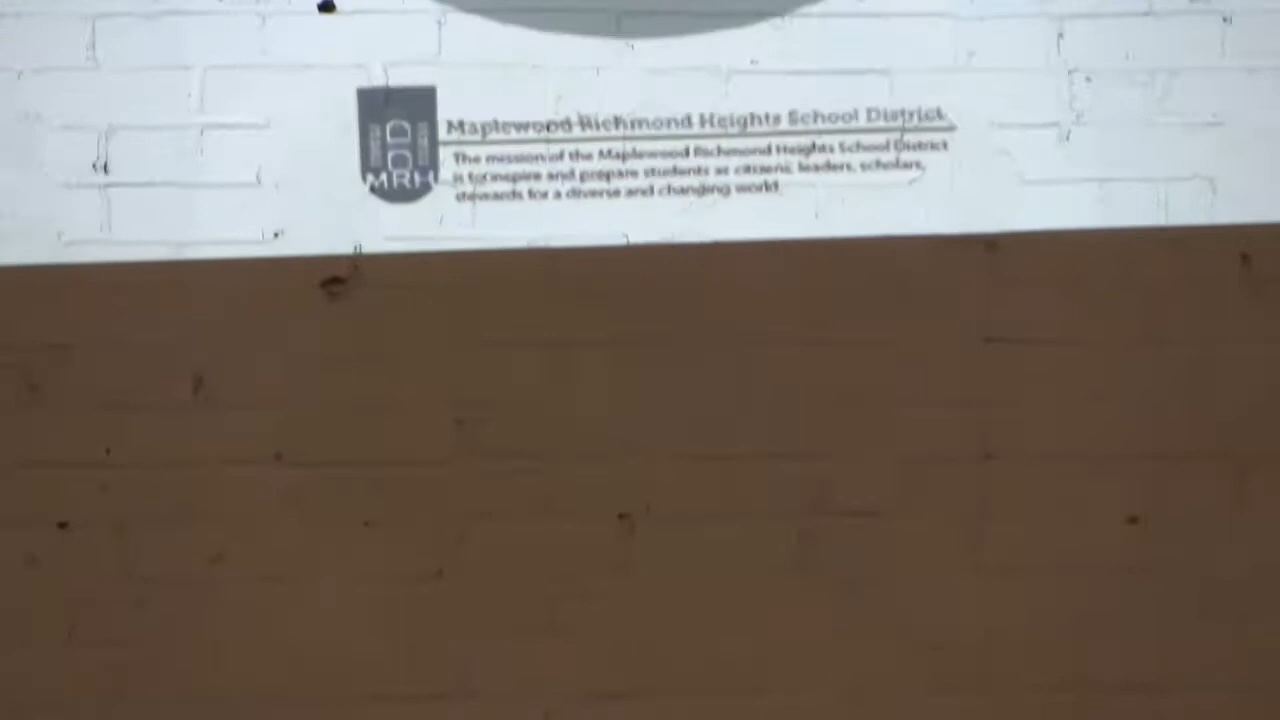 Maplewood Richmond Heights School District
The mission of the Maplewood Richmond Heights School District
is to inspire and prepare students as citizens, leaders, scholars,
stewards for a diverse and changing world
MRH